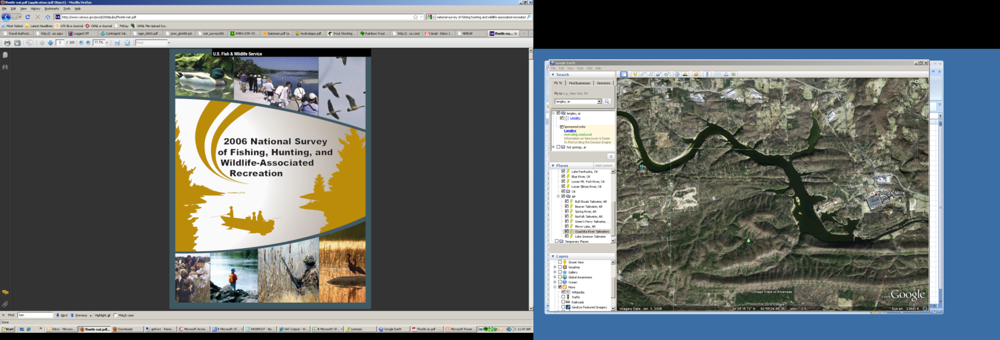 fhw06-nat.pdf (application/pdf Object) - Mozilla Firefox
File Edit View History Bookmarks Tools Help
http://www.census.gov/prod/2008pubs/fhw06-nat.pdf
national survey of fishing hunting and wildlife-associated recreation
Most Visited Latest Headlines UTK lib e-Journal ORNL e-Journal FitDay ORNL File Upload Sys...
Travel Authoriz... http://...es.aspx Logged Off Contingent Val... egm_0603.pdf ... pnw_gtr658.pd... nat_survey200... RMRS-GTR-72: ... bateman.pdf (a... HydroAppe.pdf... Trout Stocking ... Rainbow Trout ... http://...ce.com/ Gmail - Inbox (... NMDGF fhw06-na...
1 / 168 77.7% Find
U.S. Fish & Wildlife Service
2006 National Survey
of Fishing, Hunting, and
Wildlife-Associated
Recreation
Find: Next Previous Highlight all Match case
Done
Start Inbox - Microso... fhw06-nat.pdf... Downloads gisfws1 - Remo... Microsoft Acces... 2 Microsoft Of... 04SIMOUT - No... SAS Output - W... 5 Microsoft Of... Licenses Google Earth fhw06-ar.pdf - ... Microsoft Power... 11:47 AM
Google Earth
File Edit View Tools Add Help
Search
Fly To Find Businesses Directions
Fly to e.g., New York, NY
langley, ar
langley, ar
Langley
Sponsored Links
Langley
www.bing.com/Local
Information on Vancouver is Easier
To Find on Bing-the Decision Engine
hot springs, ar
Places Add Content
Lake Pawhuska, OK
Blue River, OK
Lower Mt. Fork River, OK
Lower Illinois River, OK
OK
AR
Bull Shoals Tailwater, AR
Beaver Tailwater, AR
Spring River, AR
Norfolk Tailwater, AR
Greer's Ferry Tailwater, ...
Mirror Lake, AR
Ouachita River Tailwaters
Lake Greeson Tailwater
Temporary Places
Layers
Street View
Weather
Gallery
Global Awareness
Ocean
More
Wikipedia
Traffic
Railroads
GeoEye Featured Imagery
Jones Mills
Image State of Arkansas
Google
Imagery Date: Jan 3, 2006 34°26'15.72" N 92°55'04.69" W elev 0 ft Eye alt 23841 ft